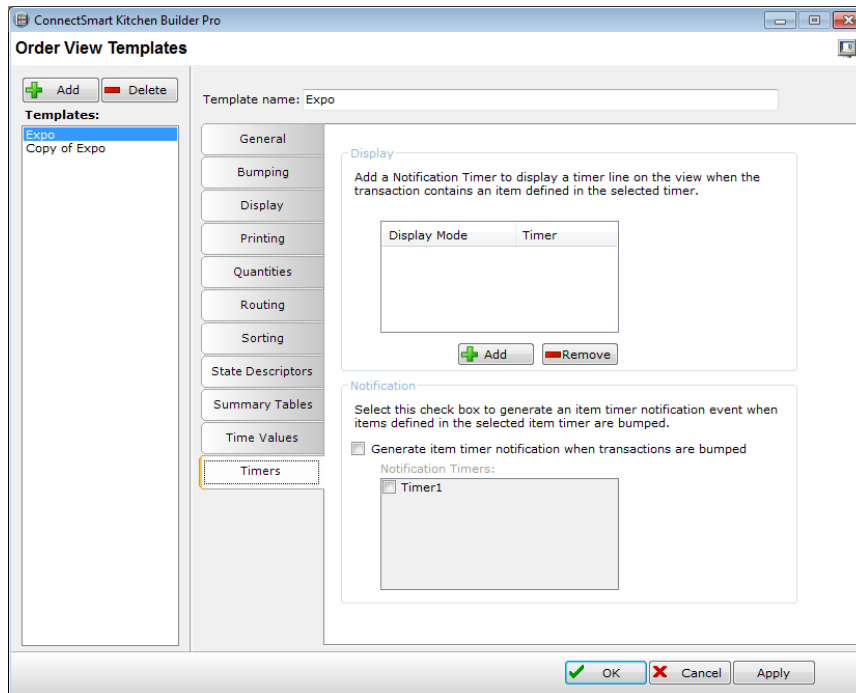 ConnectSmart Kitchen Builder Pro
Order View Templates
Add
Delete
Templates:
Expo
Copy of Expo
Template name: Expo
General
Bumping
Display
Printing
Quantities
Routing
Sorting
State Descriptors
Summary Tables
Time Values
Timers
Display
Add a Notification Timer to display a timer line on the view when the
transaction contains an item defined in the selected timer.
Display Mode Timer
Add
Remove
Notification
Select this check box to generate an item timer notification event when
items defined in the selected item timer are bumped.
Generate item timer notification when transactions are bumped
Notification Timers:
Timer1
OK
Cancel
Apply